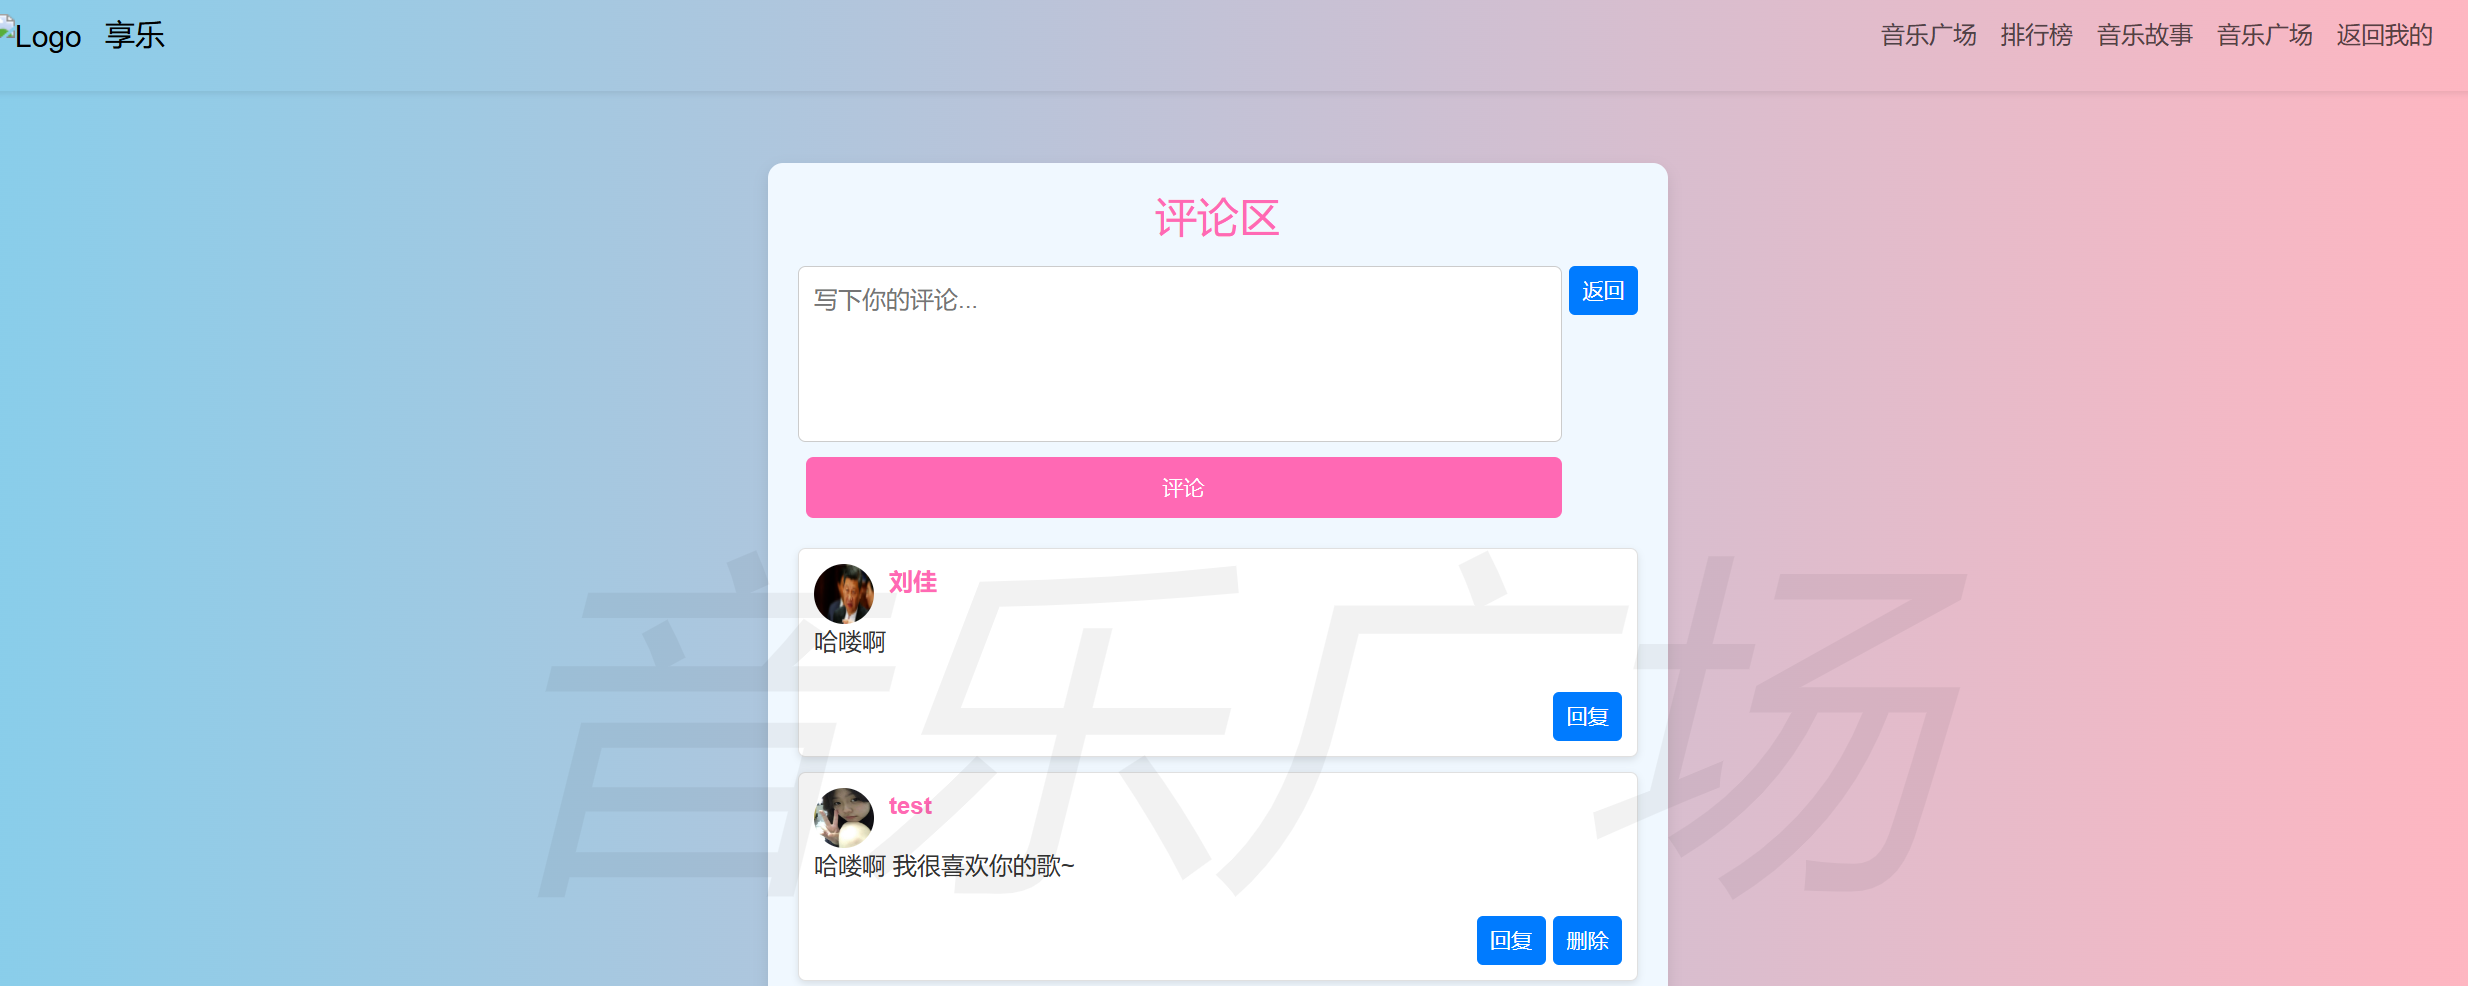 Logo 享乐 音乐广场 排行榜 音乐故事 音乐广场 返回我的
评论区
写下你的评论... 返回
评论
刘佳
哈喽啊
回复
test
哈喽啊 我很喜欢你的歌~
回复 删除
音乐广场